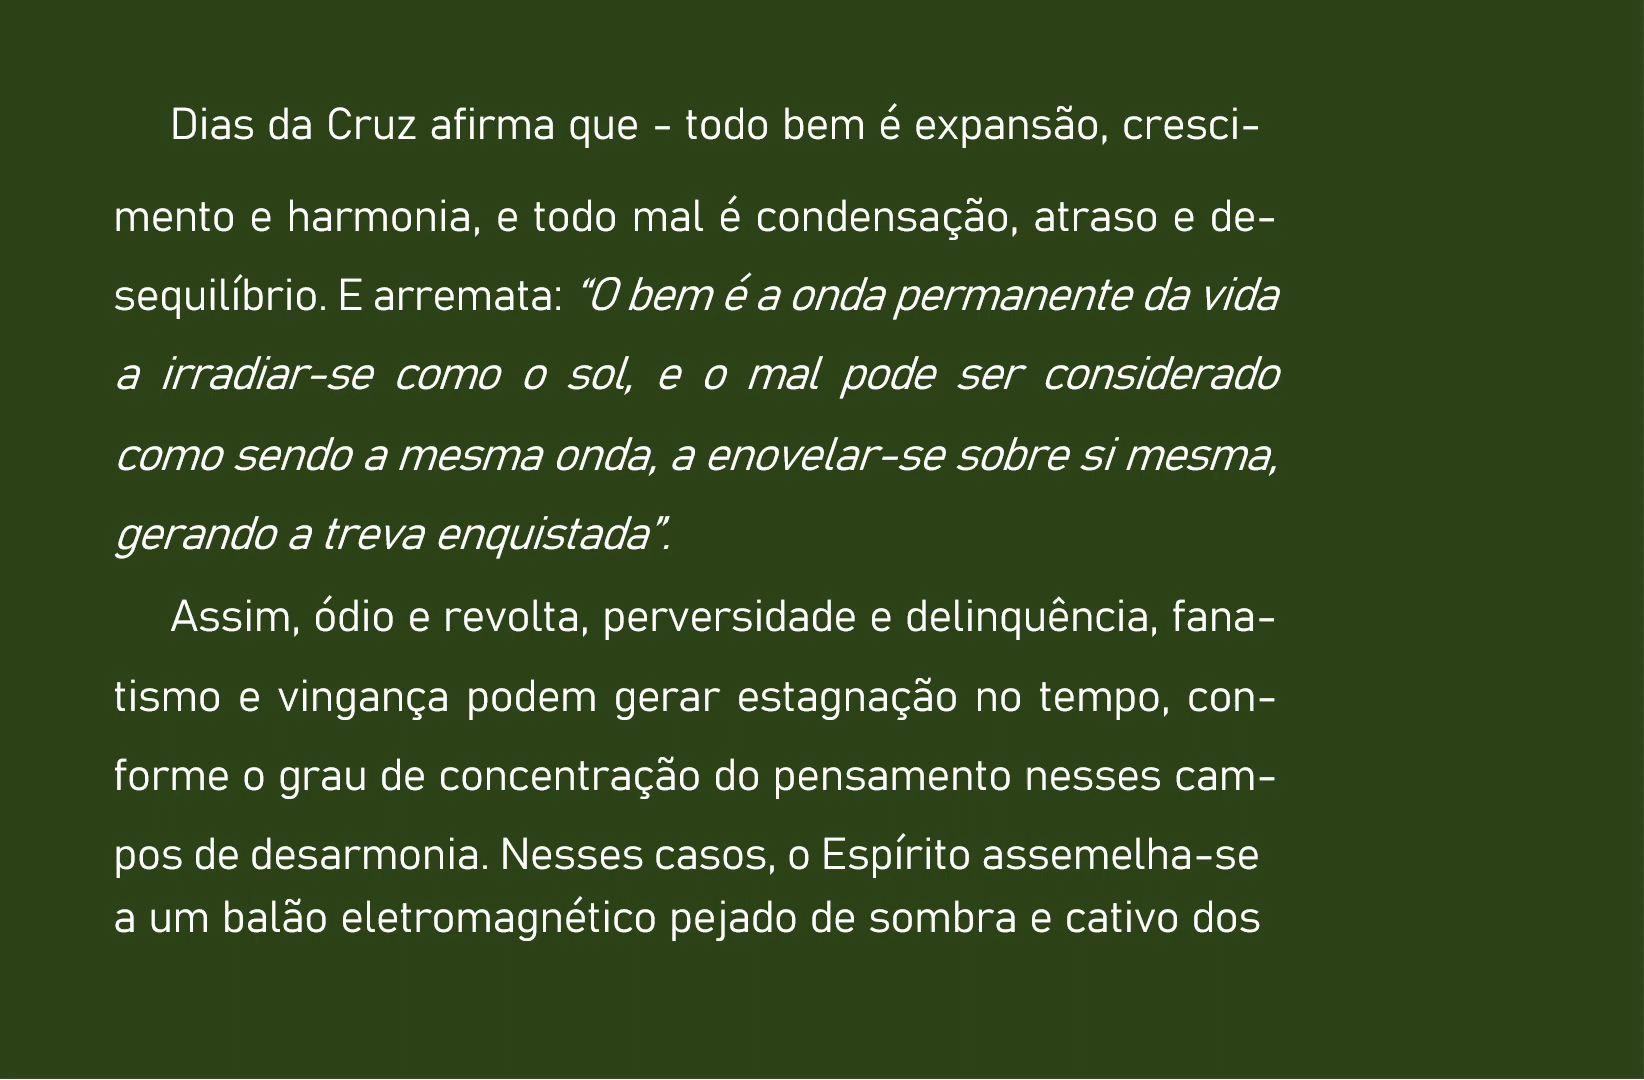 Dias da Cruz afirma que - todo bem é expansão, cresci-
mento e harmonia, e todo mal é condensação, atraso e de-
sequilíbrio. E arremata: “O bem é a onda permanente da vida
a irradiar-se como o sol, e o mal pode ser considerado
como sendo a mesma onda, a enovelar-se sobre si mesma,
gerando a treva enquistada”.
Assim, ódio e revolta, perversidade e delinquência, fana-
tismo e vingança podem gerar estagnação no tempo, con-
forme o grau de concentração do pensamento nesses cam-
pos de desarmonia. Nesses casos, o Espírito assemelha-se
a um balão eletromagnético pejado de sombra e cativo dos